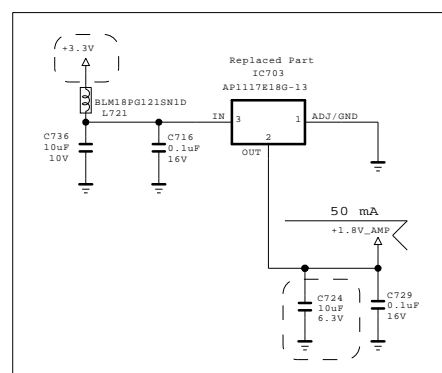 +3.3V
Replaced Part
IC703
AP1117E18G-13
BLM18PG121SN1D
L721
IN
3
1
ADJ/GND
2
OUT
C736
10uF
10V
C716
0.1uF
16V
50 mA
+1.8V_AMP
C724
10uF
6.3V
C729
0.1uF
16V